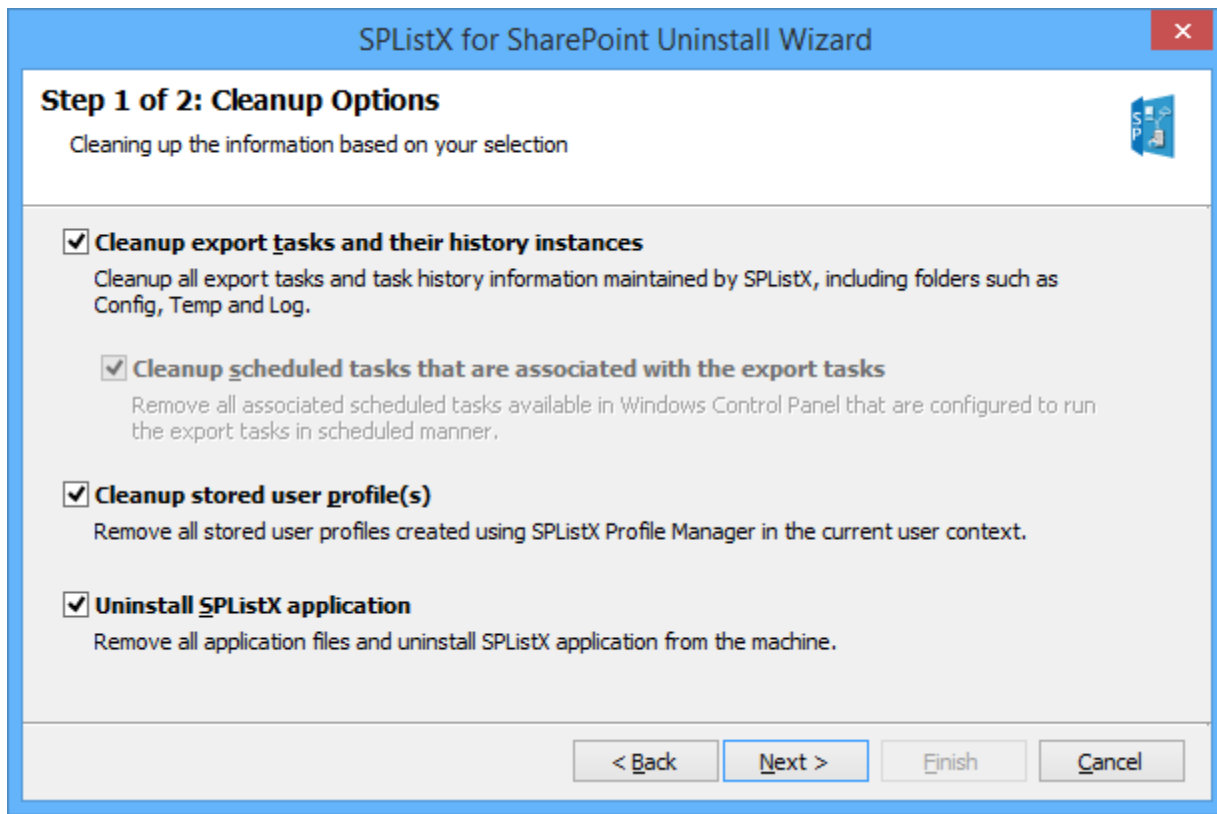 SPListX for SharePoint Uninstall Wizard
Step 1 of 2: Cleanup Options
Cleaning up the information based on your selection
S
P
Cleanup export tasks and their history instances
Cleanup all export tasks and task history information maintained by SPListX, including folders such as
Config, Temp and Log.
Cleanup scheduled tasks that are associated with the export tasks
Remove all associated scheduled tasks available in Windows Control Panel that are configured to run
the export tasks in scheduled manner.
Cleanup stored user profile(s)
Remove all stored user profiles created using SPListX Profile Manager in the current user context.
Uninstall SPListX application
Remove all application files and uninstall SPListX application from the machine.
< Back Next > Finish Cancel